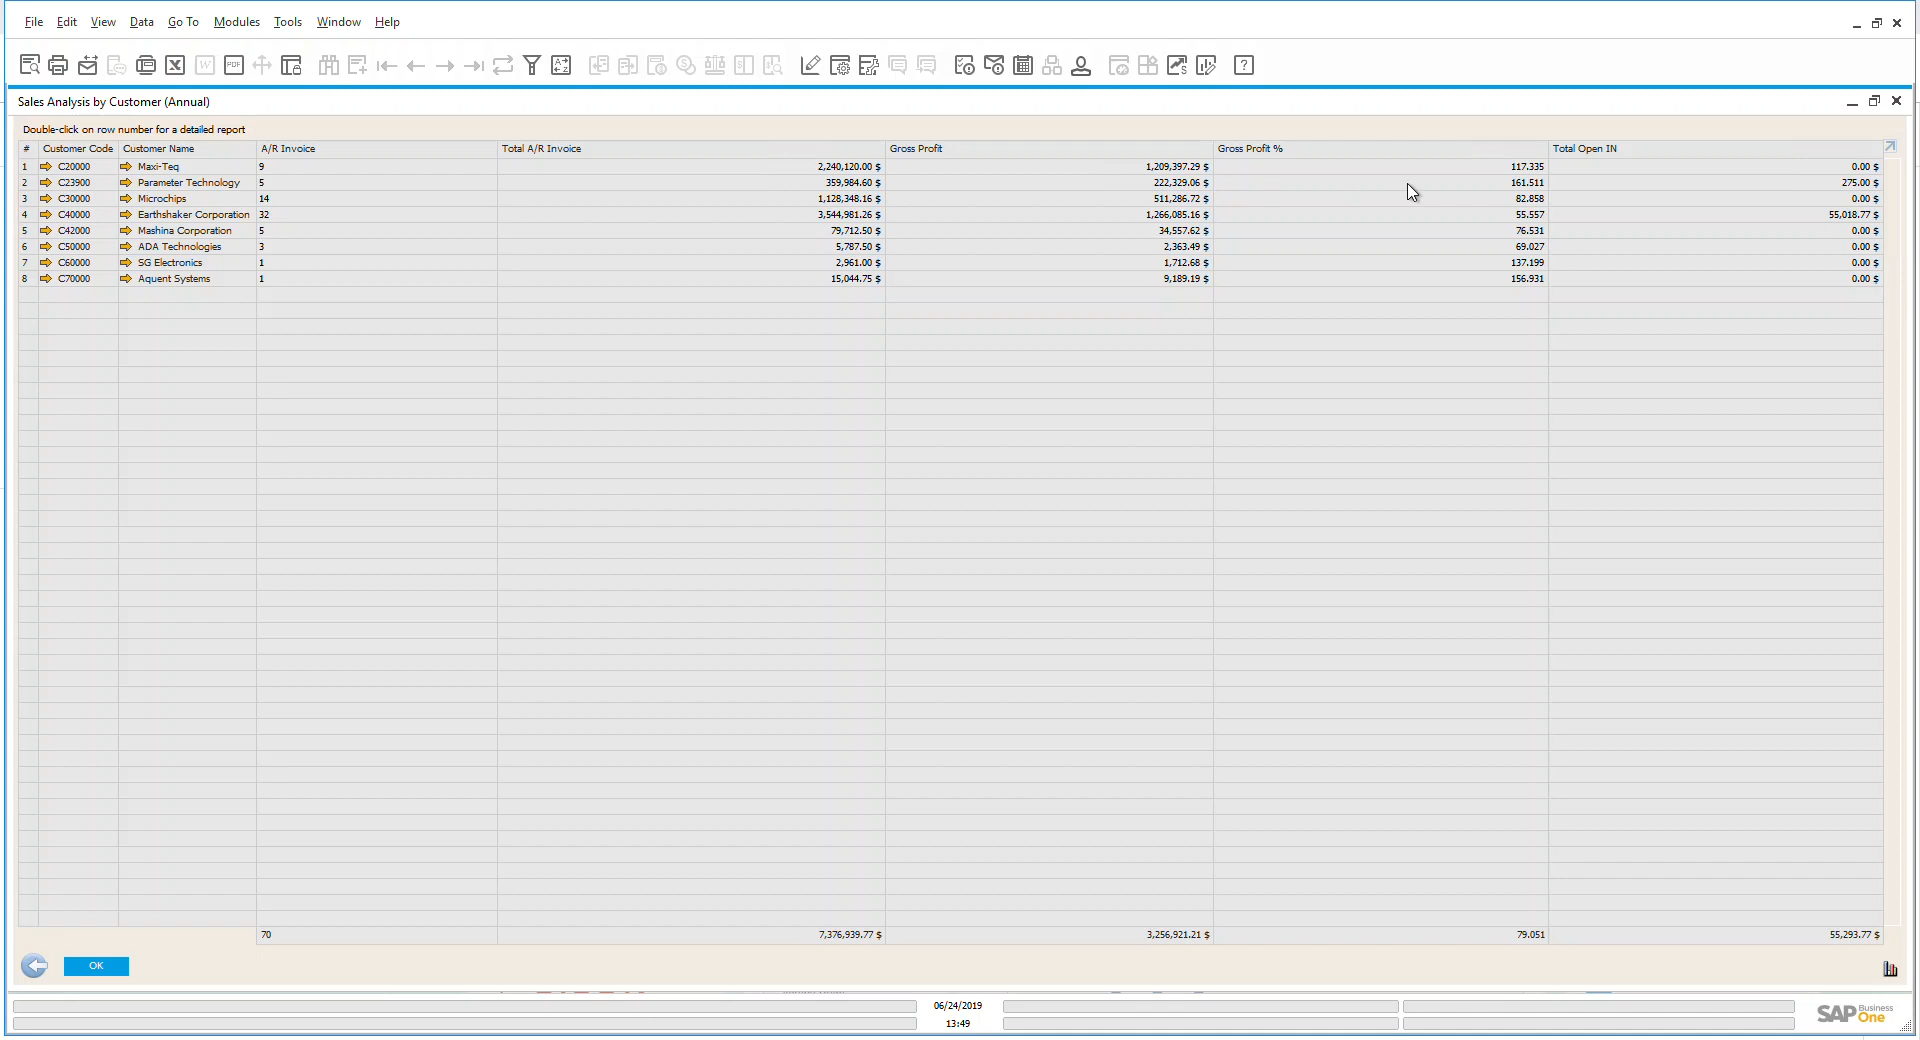 File Edit View Data Go To Modules Tools Window Help
Sales Analysis by Customer (Annual)
Double-click on row number for a detailed report
# Customer Code Customer Name A/R Invoice Total A/R Invoice Gross Profit Gross Profit % Total Open IN
1 C20000 Maxi-Teq 9 2,240,120.00 $ 1,209,397.29 $ 117.335 0.00 $
2 C23900 Parameter Technology 5 359,984.60 $ 222,329.06 $ 161.511 275.00 $
3 C30000 Microchips 14 1,128,348.16 $ 511,286.72 $ 82.858 0.00 $
4 C40000 Earthshaker Corporation 32 3,544,981.26 $ 1,266,085.16 $ 55.557 55,018.77 $
5 C42000 Mashina Corporation 5 79,712.50 $ 34,557.62 $ 76.531 0.00 $
6 C50000 ADA Technologies 3 5,787.50 $ 2,363.49 $ 69.027 0.00 $
7 C60000 SG Electronics 1 2,961.00 $ 1,712.68 $ 137.199 0.00 $
8 C70000 Aquent Systems 1 15,044.75 $ 9,189.19 $ 156.931 0.00 $
70 7,376,939.77 $ 3,256,921.21 $ 79.051 55,293.77 $
OK
06/24/2019
13:49
SAP Business One